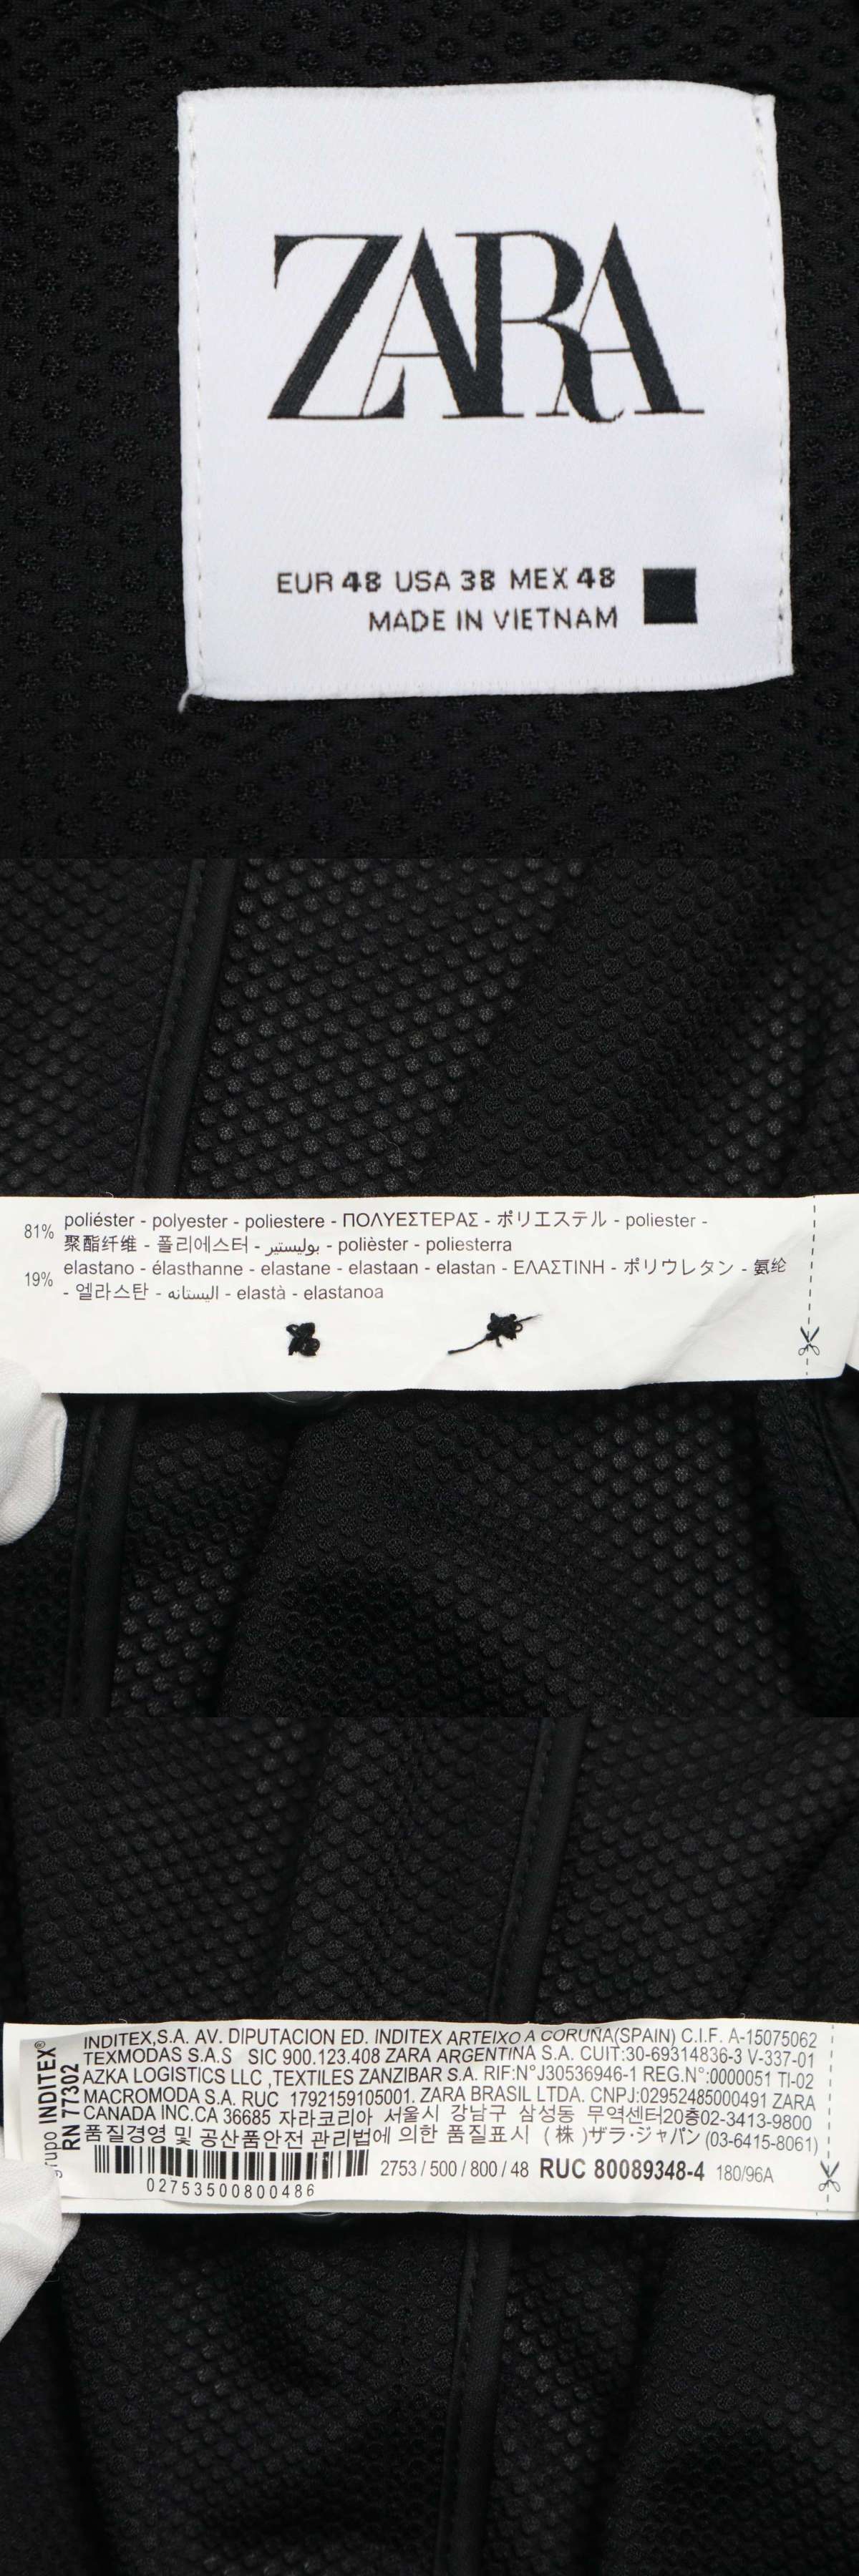 ZARA
EUR 48 USA 38 MEX 48
MADE IN VIETNAM
81% poliéster - polyester - poliestere - ΠΟΛΥΕΣΤΕΡΑΣ - ポリエステル - poliester -
聚酯纤维 - 폴리에스터 - بوليستير - polièster - poliesterra
19% elastano - élasthanne - elastane - elastaan - elastan - ΕΛΑΣΤΙΝΗ - ポリウレタン - 氨纶
- 엘라스탄 - اليستانه - elastà - elastanoa
grupo INDITEX®
RN 77302
INDITEX,S.A. AV. DIPUTACION ED. INDITEX ARTEIXO A CORUÑA(SPAIN) C.I.F. A-15075062
TEXMODAS S.A.S SIC 900.123.408 ZARA ARGENTINA S.A. CUIT:30-69314836-3 V-337-01
AZKA LOGISTICS LLC ,TEXTILES ZANZIBAR S.A. RIF:N°J30536946-1 REG.N°:0000051 TI-02
MACROMODA S.A. RUC 1792159105001. ZARA BRASIL LTDA. CNPJ:02952485000491 ZARA
CANADA INC.CA 36685 자라코리아 서울시 강남구 삼성동 무역센터20층02-3413-9800
품질경영 및 공산품안전 관리법에 의한 품질표시 (株)ザラ·ジャパン (03-6415-8061)
2753 / 500 / 800 / 48 RUC 80089348-4 180/96A
02753500800486